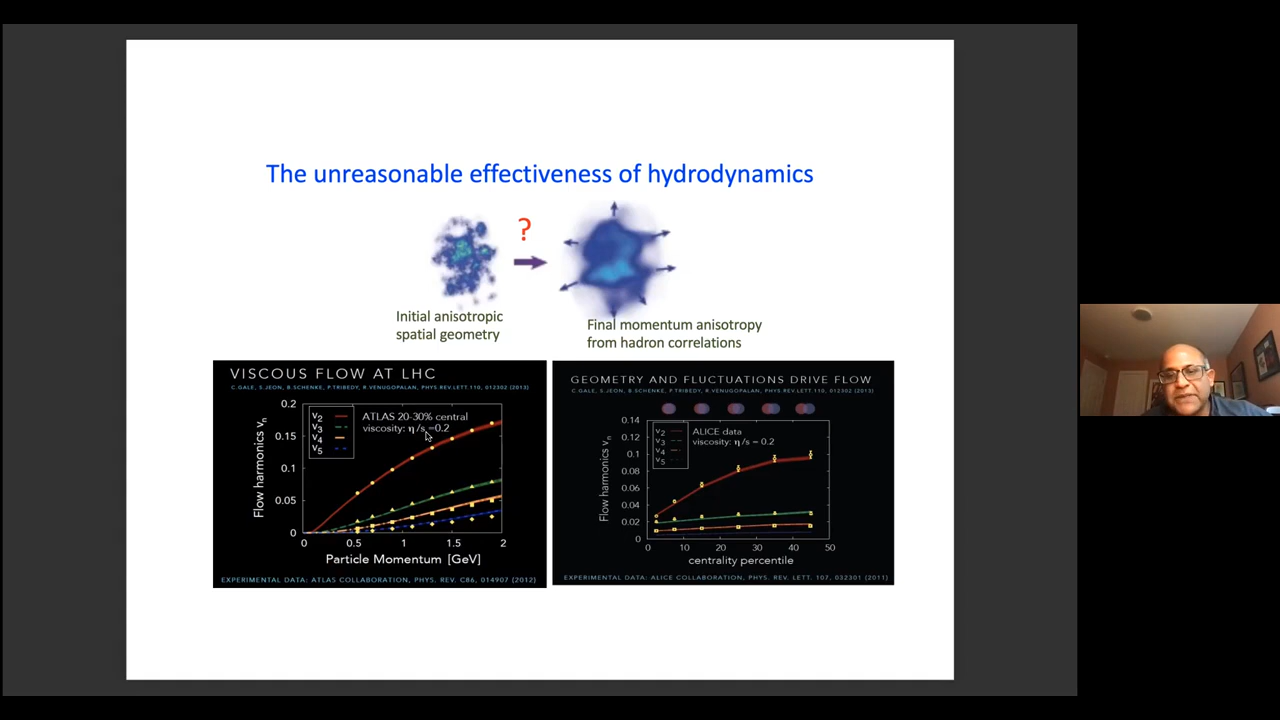 The unreasonable effectiveness of hydrodynamics
?
Initial anisotropic
spatial geometry
Final momentum anisotropy
from hadron correlations
VISCOUS FLOW AT LHC
C.GALE, S.JEON, B.SCHENKE, P.TRIBEDY, R.VENUGOPALAN, PHYS.REV.LETT.110, 012302 (2013)
Flow harmonics vn
0.2
0.15
0.1
0.05
0
v2
v3
v4
v5
ATLAS 20-30% central
viscosity: η/s =0.2
0 0.5 1 1.5 2
Particle Momentum [GeV]
EXPERIMENTAL DATA: ATLAS COLLABORATION, PHYS. REV. C86, 014907 (2012)
GEOMETRY AND FLUCTUATIONS DRIVE FLOW
C.GALE, S.JEON, B.SCHENKE, P.TRIBEDY, R.VENUGOPALAN, PHYS.REV.LETT.110, 012302 (2013)
Flow harmonics vn
0.14
0.12
0.1
0.08
0.06
0.04
0.02
0
v2
v3
v4
v5
ALICE data
viscosity: η/s = 0.2
0 10 20 30 40 50
centrality percentile
EXPERIMENTAL DATA: ALICE COLLABORATION, PHYS. REV. LETT. 107, 032301 (2011)